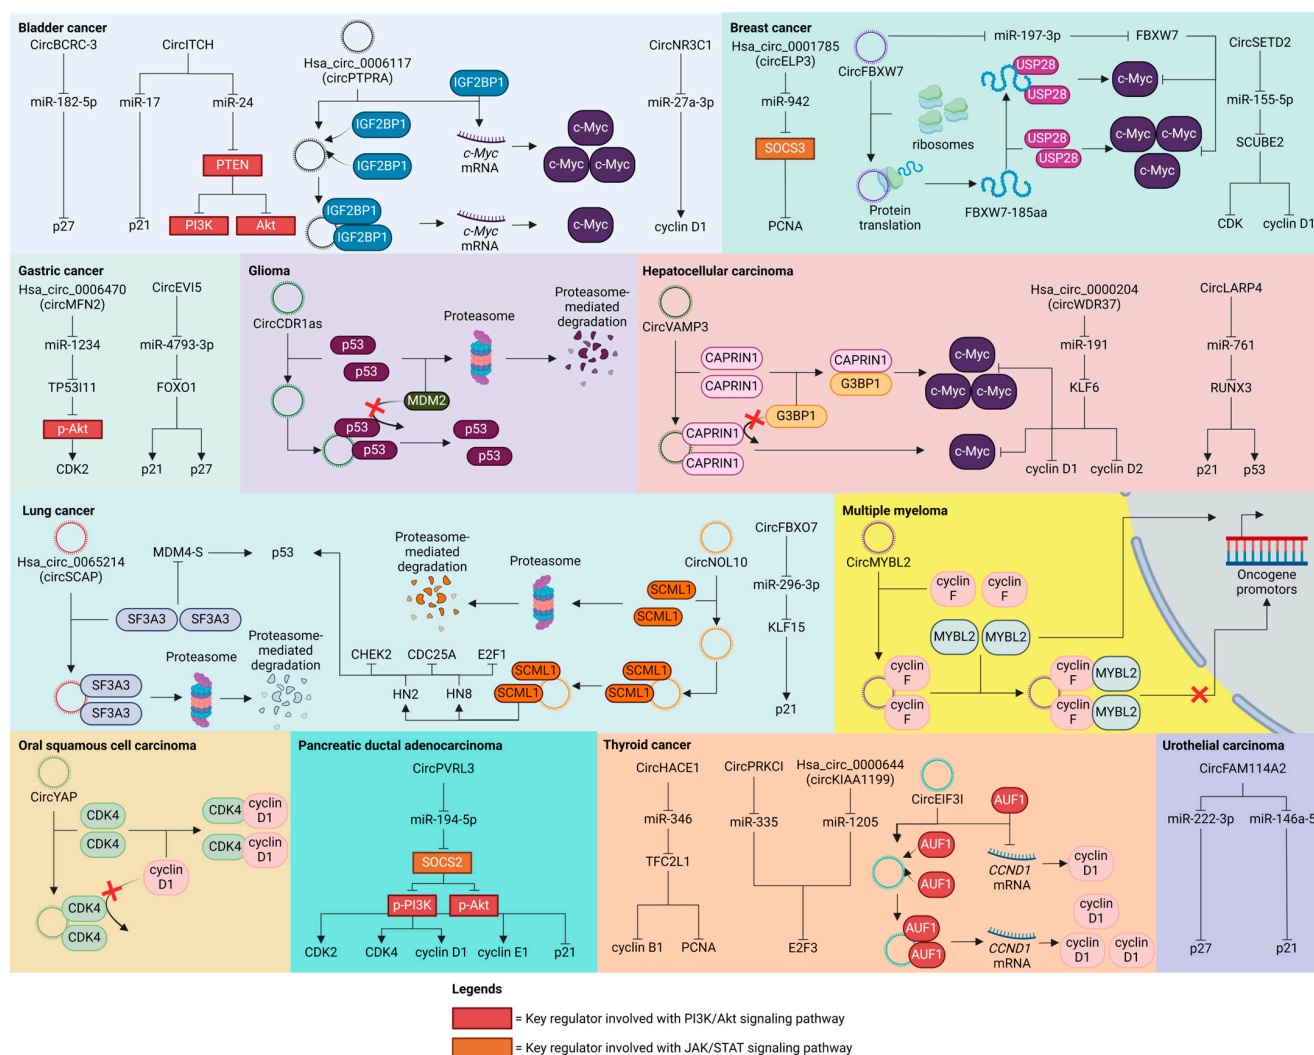 Bladder cancer
CircBCRC-3
miR-182-5p
p27
CircITCH
miR-17
miR-24
p21
PTEN
PI3K
Akt
Hsa_circ_0006117
(circPTPRA)
IGF2BP1
IGF2BP1
IGF2BP1
c-Myc
mRNA
c-Myc
c-Myc
c-Myc
IGF2BP1
IGF2BP1
c-Myc
mRNA
c-Myc
CircNR3C1
miR-27a-3p
cyclin D1
Breast cancer
Hsa_circ_0001785
(circELP3)
miR-942
SOCS3
PCNA
CircFBXW7
miR-197-3p
FBXW7
ribosomes
Protein
translation
FBXW7-185aa
USP28
USP28
c-Myc
USP28
USP28
c-Myc
c-Myc
c-Myc
CircSETD2
miR-155-5p
SCUBE2
CDK
cyclin D1
Gastric cancer
Hsa_circ_0006470
(circMFN2)
miR-1234
TP53I11
p-Akt
CDK2
CircEVI5
miR-4793-3p
FOXO1
p21
p27
Glioma
CircCDR1as
p53
p53
Proteasome
Proteasome-
mediated
degradation
MDM2
p53
p53
p53
p53
Hepatocellular carcinoma
CircVAMP3
CAPRIN1
CAPRIN1
CAPRIN1
G3BP1
G3BP1
CAPRIN1
CAPRIN1
c-Myc
c-Myc
c-Myc
c-Myc
Hsa_circ_0000204
(circWDR37)
miR-191
KLF6
cyclin D1
cyclin D2
CircLARP4
miR-761
RUNX3
p21
p53
Lung cancer
Hsa_circ_0065214
(circSCAP)
MDM4-S
p53
SF3A3
SF3A3
SF3A3
SF3A3
Proteasome
Proteasome-
mediated
degradation
Proteasome-
mediated
degradation
Proteasome
SCML1
SCML1
CircNOL10
CHEK2
CDC25A
E2F1
HN2
HN8
SCML1
SCML1
SCML1
SCML1
CircFBXO7
miR-296-3p
KLF15
p21
Multiple myeloma
CircMYBL2
cyclin
F
cyclin
F
MYBL2
MYBL2
cyclin
F
cyclin
F
cyclin
F
cyclin
F
MYBL2
MYBL2
Oncogene
promotors
Oral squamous cell carcinoma
CircYAP
CDK4
CDK4
CDK4
cyclin
D1
CDK4
cyclin
D1
cyclin
D1
CDK4
CDK4
Pancreatic ductal adenocarcinoma
CircPVRL3
miR-194-5p
SOCS2
p-PI3K
p-Akt
CDK2
CDK4
cyclin D1
cyclin E1
p21
Thyroid cancer
CircHACE1
miR-346
TFC2L1
cyclin B1
PCNA
CircPRKCI
miR-335
Hsa_circ_0000644
(circKIAA1199)
miR-1205
E2F3
CircEIF3I
AUF1
AUF1
AUF1
CCND1
mRNA
cyclin
D1
AUF1
AUF1
CCND1
mRNA
cyclin
D1
cyclin
D1
cyclin
D1
Urothelial carcinoma
CircFAM114A2
miR-222-3p
miR-146a-5
p27
p21
Legends
= Key regulator involved with PI3K/Akt signaling pathway
= Key regulator involved with JAK/STAT signaling pathway